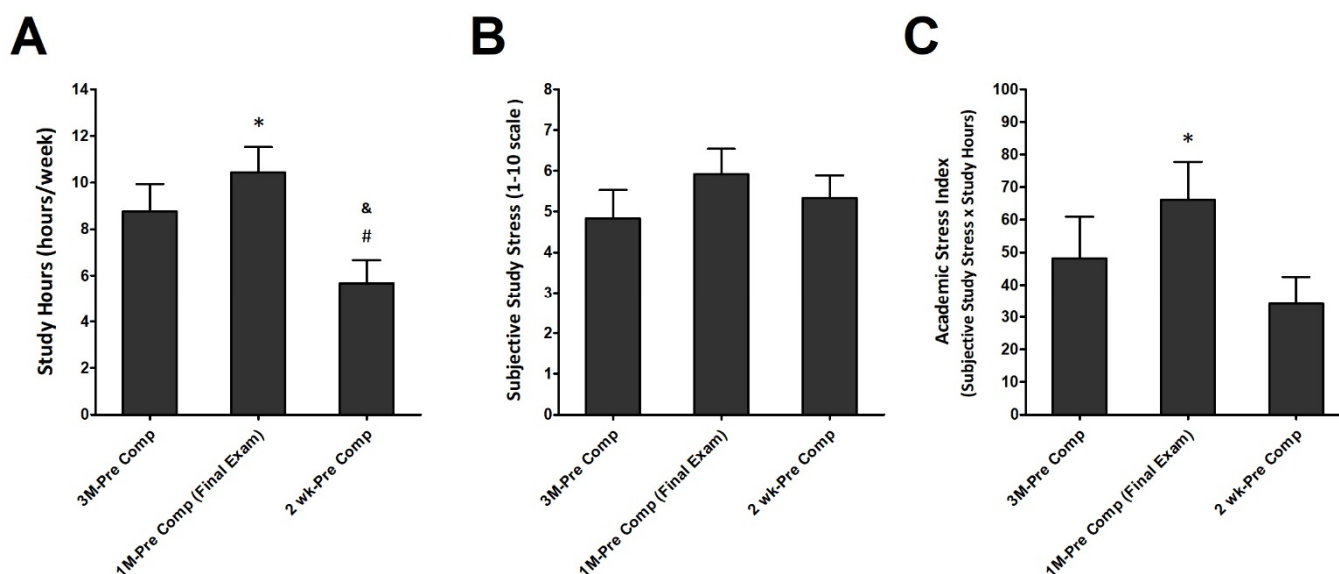 A
Study Hours (hours/week)
14
12
10
8
6
4
2
0
*
&
#
3M-Pre Comp
1M-Pre Comp (Final Exam)
2 wk-Pre Comp
B
Subjective Study Stress (1-10 scale )
8
7
6
5
4
3
2
1
0
3M-Pre Comp
1M-Pre Comp (Final Exam)
2 wk-Pre Comp
C
Academic Stress Index
(Subjective Study Stress x Study Hours)
100
90
80
70
60
50
40
30
20
10
0
*
3M-Pre Comp
1M-Pre Comp (Final Exam)
2 wk-Pre Comp